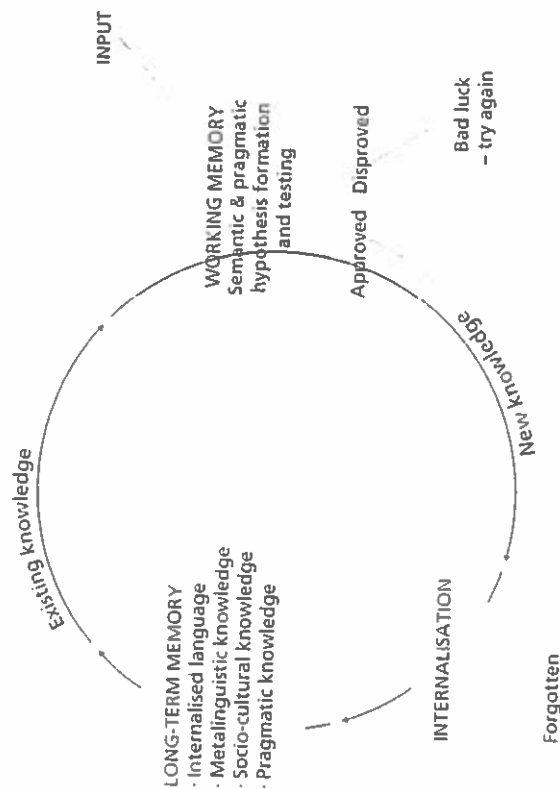 INPUT
Existing knowledge
WORKING MEMORY
Semantic & pragmatic
hypothesis formation
and testing
LONG-TERM MEMORY
· Internalised language
· Metalinguistic knowledge
· Socio-cultural knowledge
· Pragmatic knowledge
Approved Disproved
Bad luck
– try again
New knowledge
INTERNALISATION
Forgotten